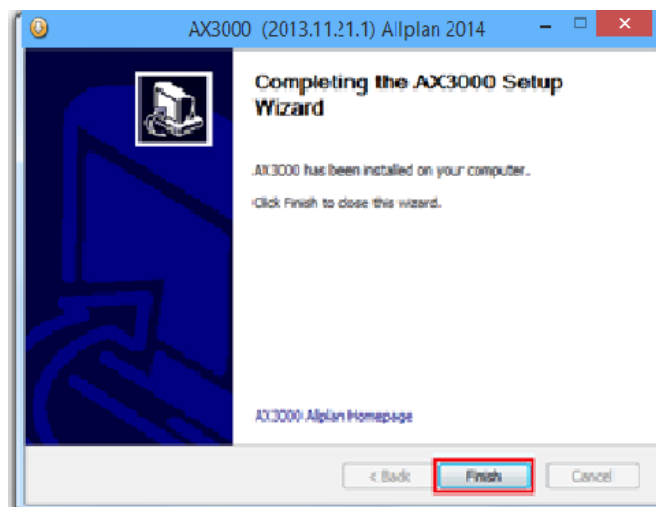 AX3000 (2013.11.21.1) Allplan 2014
Completing the AX3000 Setup
Wizard
AX3000 has been installed on your computer.
Click Finish to close this wizard.
AX3000 Allplan Homepage
< Back Finish Cancel